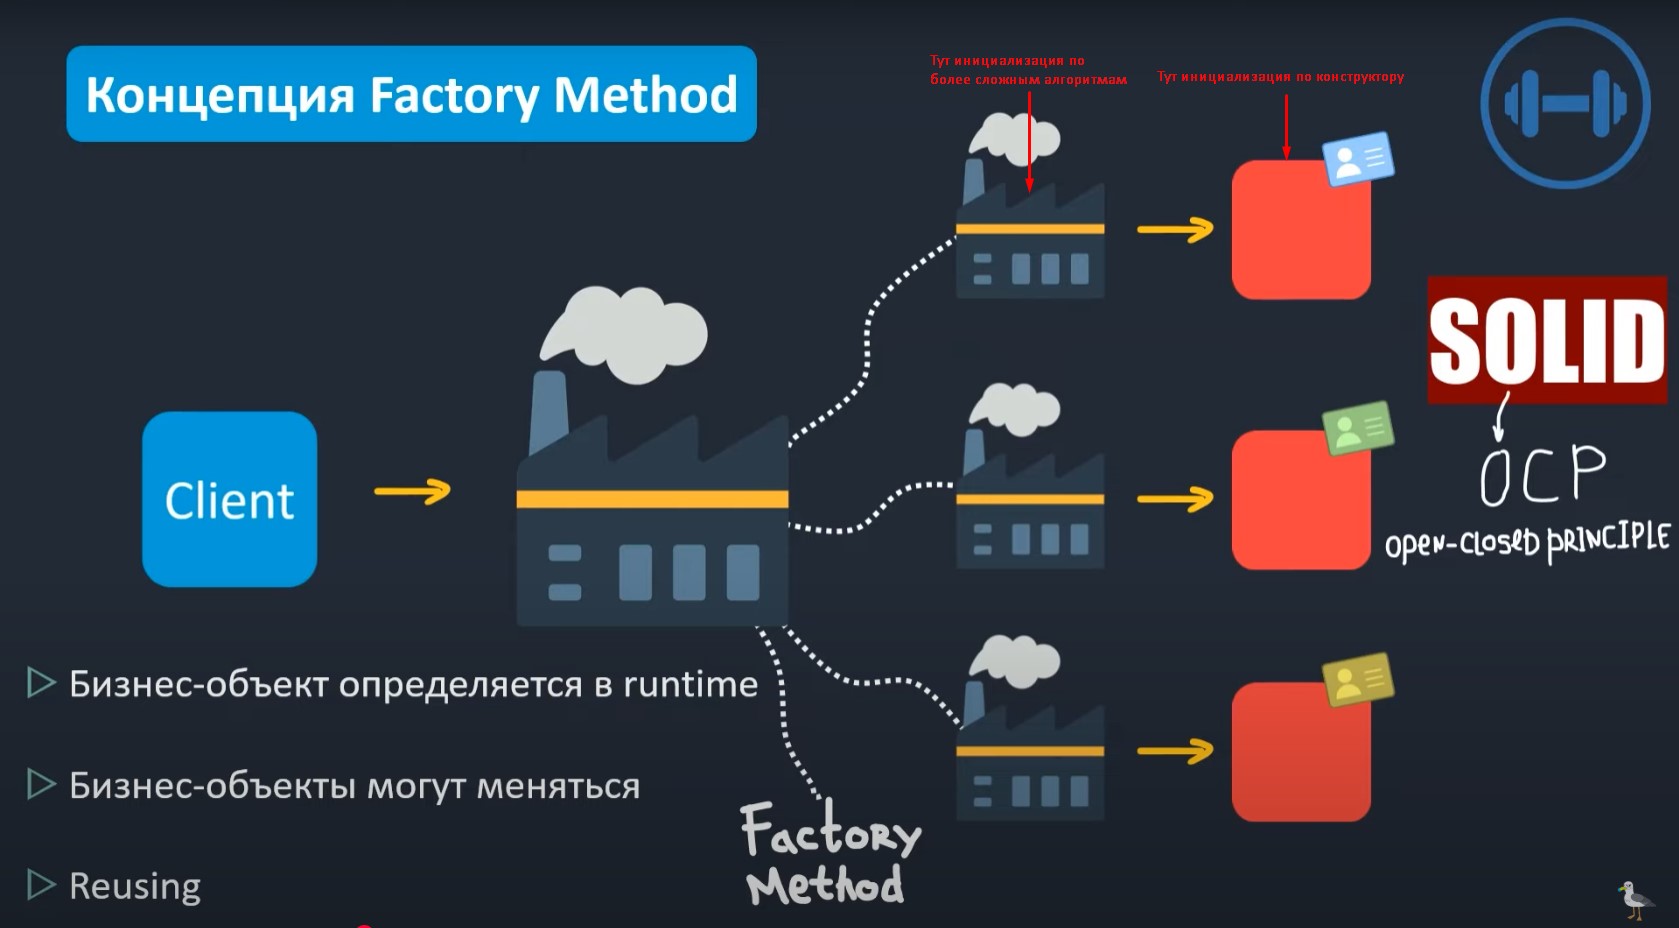 Концепция Factory Method
Тут инициализация по
Более сложным алгоритмам
Тут инициализация по конструктору
SOLID
OCP
OPEN-CLOSED PRINCIPLE
Client
Бизнес-объект определяется в runtime
Бизнес-объекты могут меняться
Reusing
Factory
Method